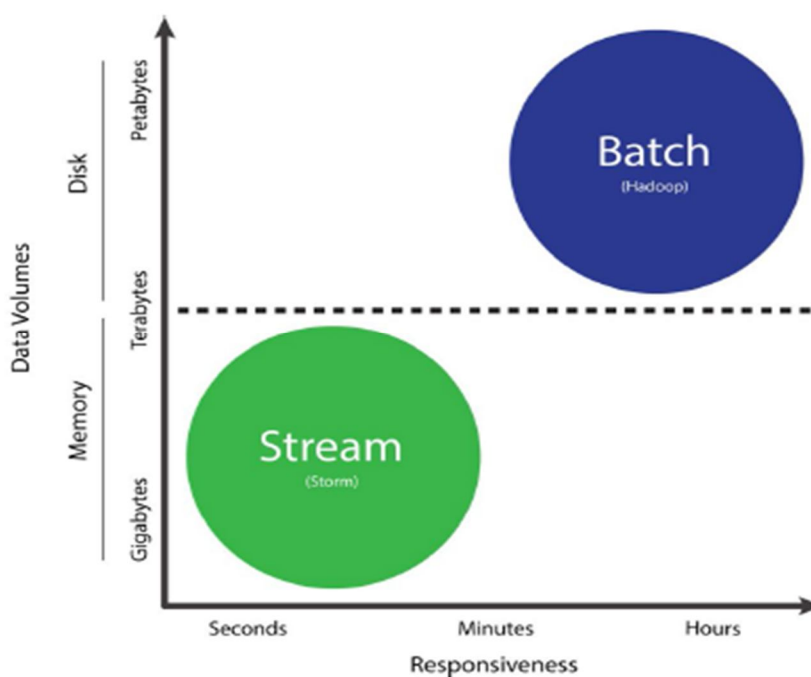 Data Volumes
Disk
Memory
Petabytes
Terabytes
Gigabytes
Batch
(Hadoop)
Stream
(Storm)
Seconds
Minutes
Hours
Responsiveness